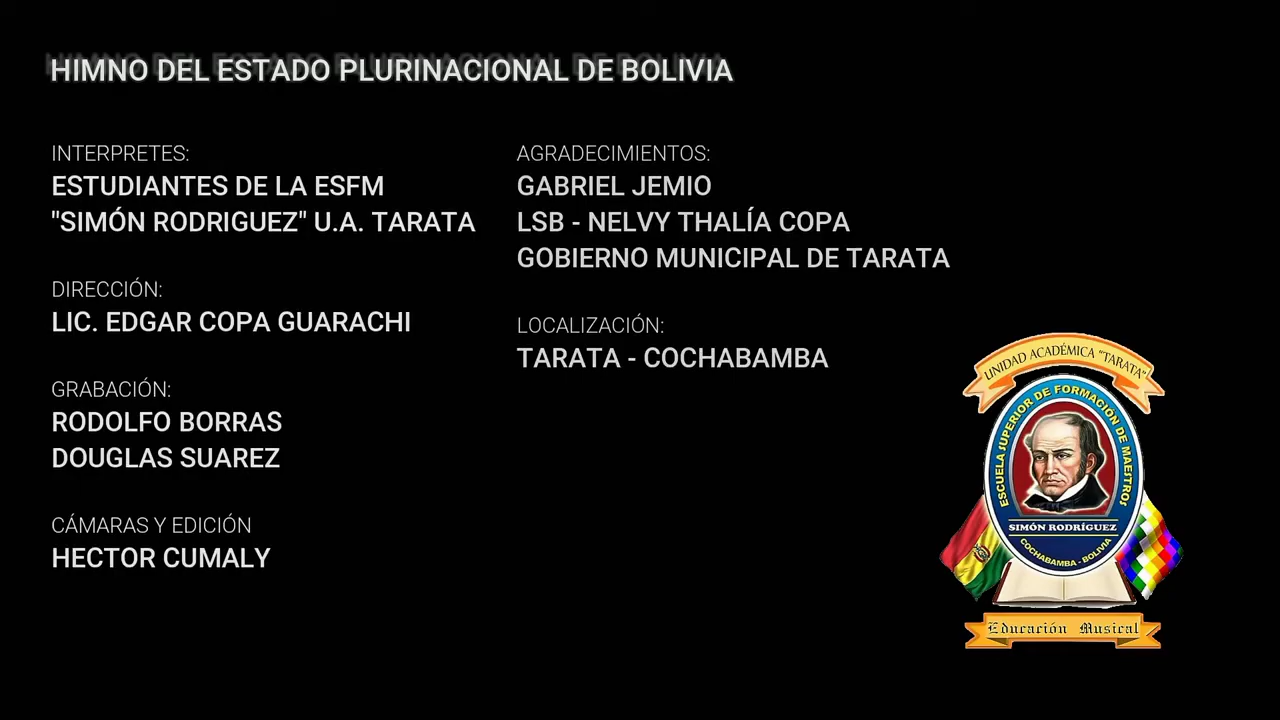 HIMNO DEL ESTADO PLURINACIONAL DE BOLIVIA
INTERPRETES:
ESTUDIANTES DE LA ESFM
"SIMÓN RODRIGUEZ" U.A. TARATA
DIRECCIÓN:
LIC. EDGAR COPA GUARACHI
GRABACIÓN:
RODOLFO BORRAS
DOUGLAS SUAREZ
CÁMARAS Y EDICIÓN
HECTOR CUMALY
AGRADECIMIENTOS:
GABRIEL JEMIO
LSB - NELVY THALÍA COPA
GOBIERNO MUNICIPAL DE TARATA
LOCALIZACIÓN:
TARATA - COCHABAMBA
UNIDAD ACADÉMICA "TARATA"
ESCUELA SUPERIOR DE FORMACIÓN DE MAESTROS
SIMÓN RODRÍGUEZ
COCHABAMBA - BOLIVIA
Educación Musical